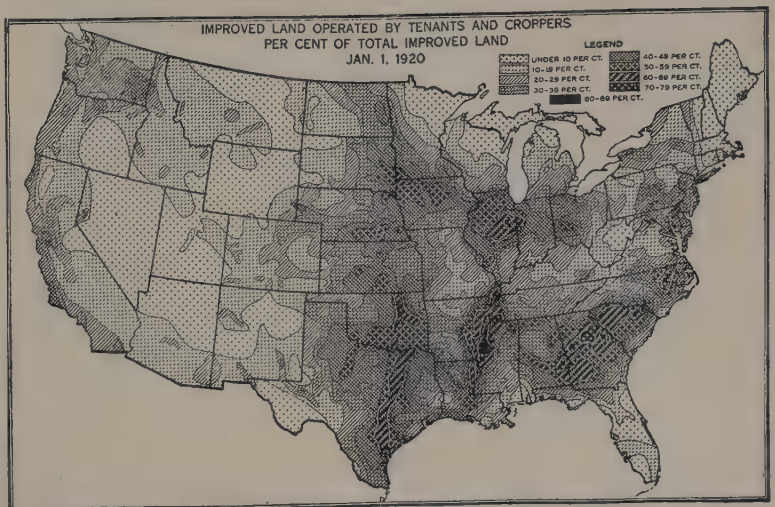 IMPROVED LAND OPERATED BY TENANTS AND CROPPERS
PER CENT OF TOTAL IMPROVED LAND
JAN. 1, 1920
LEGEND
UNDER 10 PER CT.
10-19 PER CT.
20-29 PER CT.
30-39 PER CT.
40-49 PER CT.
50-59 PER CT.
60-69 PER CT.
70-79 PER CT.
80-89 PER CT.